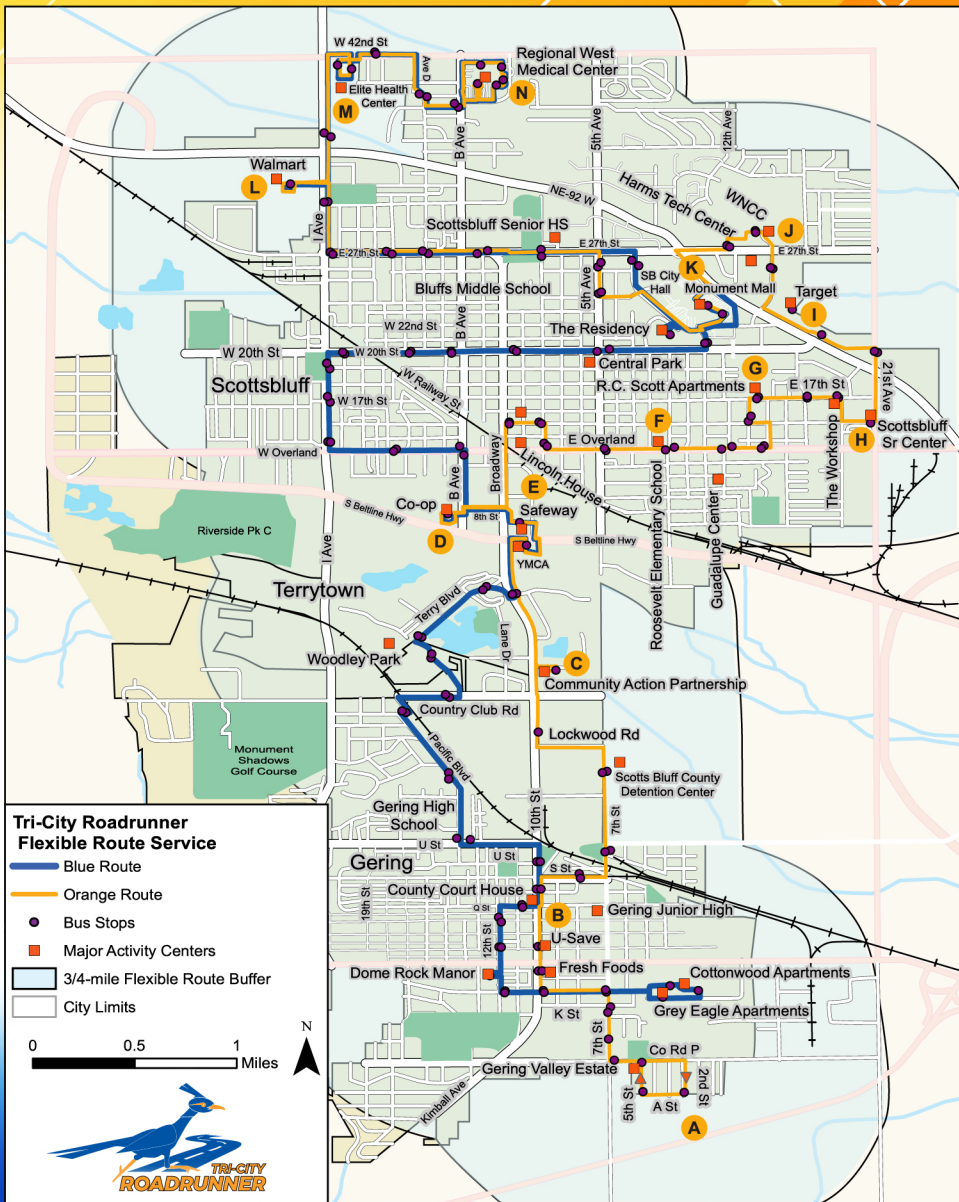 W 42nd St
Ave D
Regional West
Medical Center
N
Elite Health
Center
M
B Ave
5th Ave
12th Ave
Walmart
L
NE-92 W
Harms Tech Center
WNCC
J
I Ave
Scottsbluff Senior HS
E 27th St
E 27th St
E 27th St
K
SB City
Hall
Monument Mall
Bluffs Middle School
5th Ave
Target
I
B Ave
W 22nd St
The Residency
W 20th St
W 20th St
Central Park
G
Scottsbluff
W Railway St
R.C. Scott Apartments
E 17th St
21st Ave
W 17th St
F
H
Scottsbluff
Sr Center
W Overland
Broadway
E Overland
Lincoln House
The Workshop
B Ave
E
Co-op
8th St
Safeway
S Beltline Hwy
D
S Beltline Hwy
Riverside Pk C
I Ave
YMCA
Roosevelt Elementary School
Guadalupe Center
Terrytown
Terry Blvd
Lane Dr
Woodley Park
C
Community Action Partnership
Country Club Rd
Lockwood Rd
Pacific Blvd
Monument
Shadows
Golf Course
Scotts Bluff County
Detention Center
10th St
7th St
Gering High
School
U St
U St
Gering
S St
19th St
County Court House
Q St
B
Gering Junior High
12th St
U-Save
Dome Rock Manor
Fresh Foods
Cottonwood Apartments
K St
Grey Eagle Apartments
7th St
Co Rd P
Gering Valley Estate
2nd St
5th St
A St
Kimball Ave
A
Tri-City Roadrunner
Flexible Route Service
Blue Route
Orange Route
Bus Stops
Major Activity Centers
3/4-mile Flexible Route Buffer
City Limits
N
0 0.5 1
Miles
TRI-CITY
ROADRUNNER